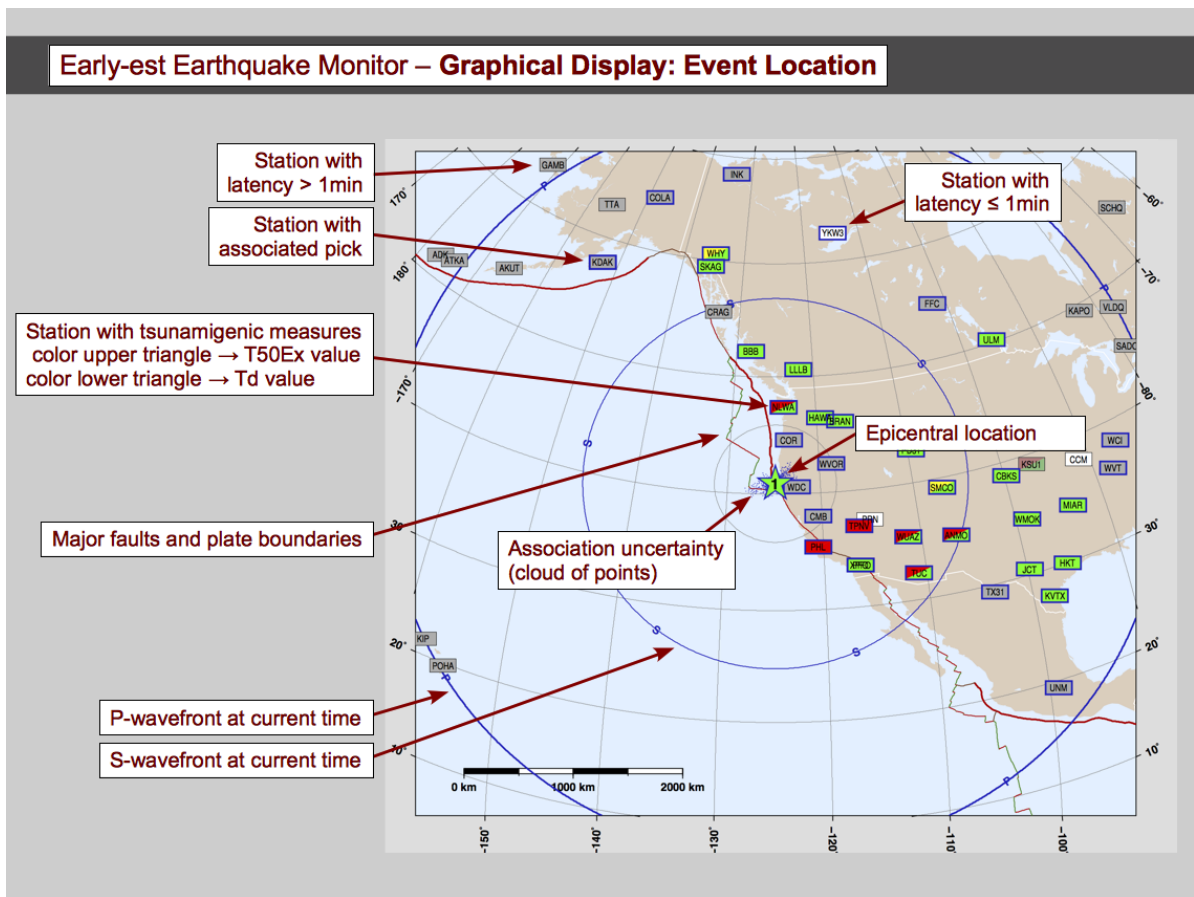 Early-est Earthquake Monitor – Graphical Display: Event Location
Station with
latency > 1min
Station with
associated pick
Station with tsunamigenic measures
color upper triangle → T50Ex value
color lower triangle → Td value
Major faults and plate boundaries
P-wavefront at current time
S-wavefront at current time
Station with
latency ≤ 1min
Epicentral location
Association uncertainty
(cloud of points)
GAMB
INK
TTA
COLA
SCHQ
YKW3
WHY
SKAG
ATKA
AKUT
KDAK
CRAG
FFC
KAPO
VLDQ
ULM
SADO
BBB
LLLB
NLWA
HAWA
COR
WVOR
WCI
CCM
KSU1
WVT
CBKS
1
WDC
SMCO
MIAR
CMB
TPNV
WMOK
WUAZ
ANMO
PHL
TUC
JCT
HKT
TX31
KVTX
KIP
POHA
UNM
P
P
P
P
S
S
S
S
S
170°
180°
-170°
30°
20°
10°
-60°
-70°
-80°
30°
20°
10°
0 km
1000 km
2000 km
-150°
-140°
-130°
-120°
-110°
-100°